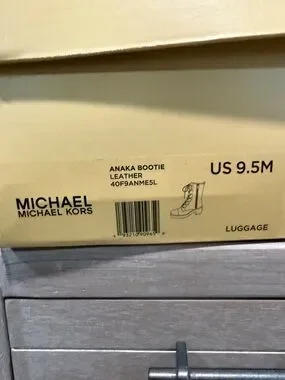 ANAKA BOOTIE
LEATHER
40F9ANME5L
US 9.5M
MICHAEL
MICHAEL KORS
LUGGAGE